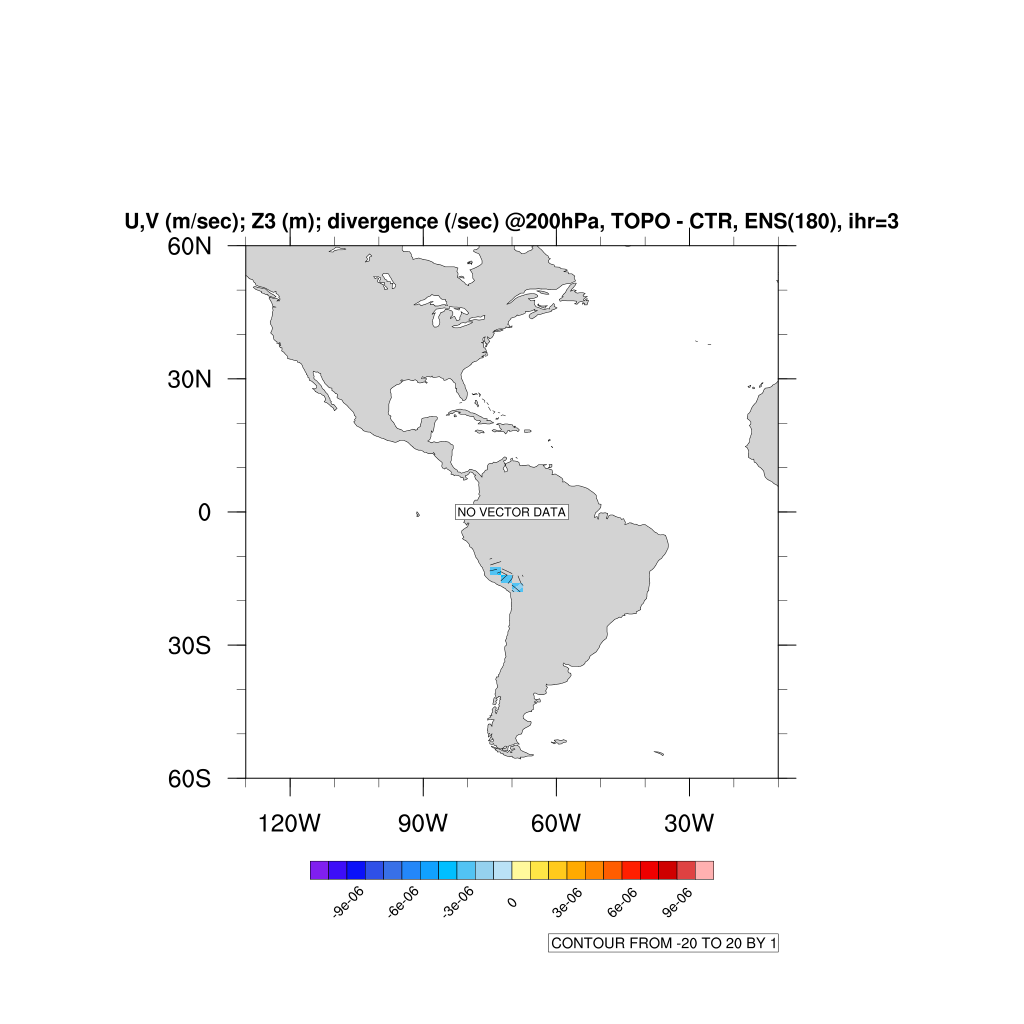 U,V (m/sec); Z3 (m); divergence (/sec) @200hPa, TOPO - CTR, ENS(180), ihr=3
60N
30N
0
NO VECTOR DATA
30S
60S
120W 90W 60W 30W
-9e-06 -6e-06 -3e-06 0 3e-06 6e-06 9e-06
CONTOUR FROM -20 TO 20 BY 1